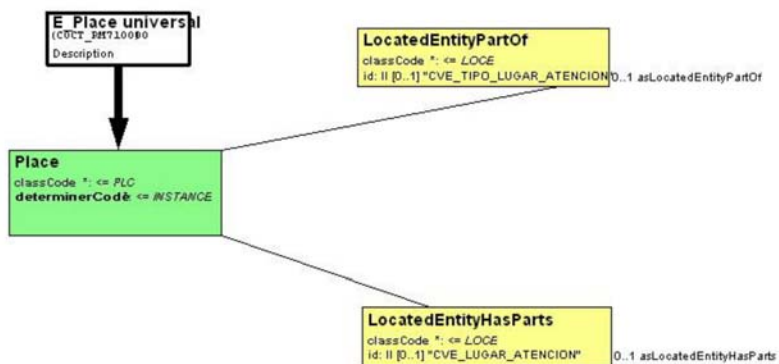 E_Place universal
(COCT_RM710000
Description
LocatedEntityPartOf
classCode *: <= LOCE
id: II [0..1] "CVE_TIPO_LUGAR_ATENCION"
0..1 asLocatedEntityPartOf
Place
classCode *: <= PLC
determinerCode: <= INSTANCE
LocatedEntityHasParts
classCode *: <= LOCE
id: II [0..1] "CVE_LUGAR_ATENCION"
0..1 asLocatedEntityHasParts